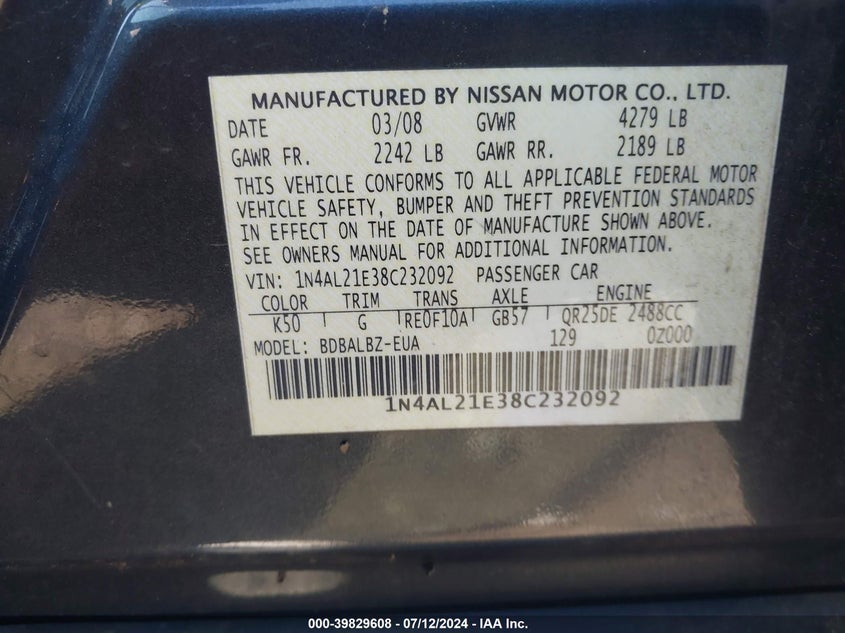 MANUFACTURED BY NISSAN MOTOR CO., LTD.
DATE 03/08 GVWR 4279 LB
GAWR FR. 2242 LB GAWR RR. 2189 LB
THIS VEHICLE CONFORMS TO ALL APPLICABLE FEDERAL MOTOR
VEHICLE SAFETY, BUMPER AND THEFT PREVENTION STANDARDS
IN EFFECT ON THE DATE OF MANUFACTURE SHOWN ABOVE.
SEE OWNERS MANUAL FOR ADDITIONAL INFORMATION.
VIN: 1N4AL21E38C232092 PASSENGER CAR
COLOR TRIM TRANS AXLE ENGINE
K50 G RE0F10A GB57 QR25DE 2488CC
MODEL: BDBALBZ-EUA 129 0Z000
1N4AL21E38C232092
000-39829608 - 07/12/2024 - IAA Inc.